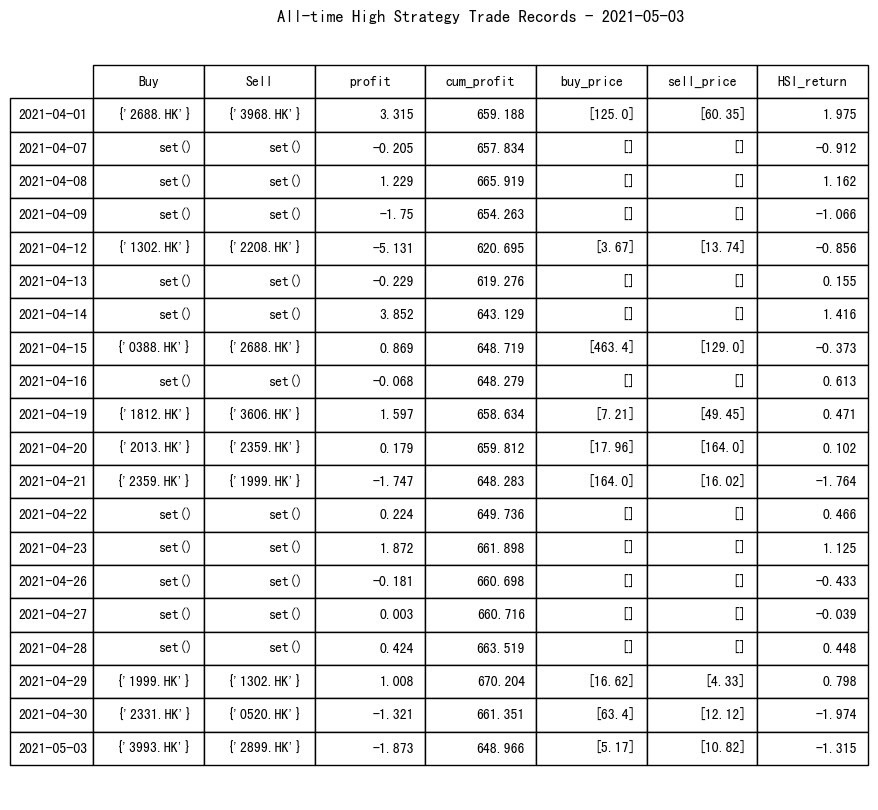 All-time High Strategy Trade Records - 2021-05-03
Buy Sell profit cum_profit buy_price sell_price HSI_return
2021-04-01 {'2688.HK'} {'3968.HK'} 3.315 659.188 [125.0] [60.35] 1.975
2021-04-07 set() set() -0.205 657.834 [] [] -0.912
2021-04-08 set() set() 1.229 665.919 [] [] 1.162
2021-04-09 set() set() -1.75 654.263 [] [] -1.066
2021-04-12 {'1302.HK'} {'2208.HK'} -5.131 620.695 [3.67] [13.74] -0.856
2021-04-13 set() set() -0.229 619.276 [] [] 0.155
2021-04-14 set() set() 3.852 643.129 [] [] 1.416
2021-04-15 {'0388.HK'} {'2688.HK'} 0.869 648.719 [463.4] [129.0] -0.373
2021-04-16 set() set() -0.068 648.279 [] [] 0.613
2021-04-19 {'1812.HK'} {'3606.HK'} 1.597 658.634 [7.21] [49.45] 0.471
2021-04-20 {'2013.HK'} {'2359.HK'} 0.179 659.812 [17.96] [164.0] 0.102
2021-04-21 {'2359.HK'} {'1999.HK'} -1.747 648.283 [164.0] [16.02] -1.764
2021-04-22 set() set() 0.224 649.736 [] [] 0.466
2021-04-23 set() set() 1.872 661.898 [] [] 1.125
2021-04-26 set() set() -0.181 660.698 [] [] -0.433
2021-04-27 set() set() 0.003 660.716 [] [] -0.039
2021-04-28 set() set() 0.424 663.519 [] [] 0.448
2021-04-29 {'1999.HK'} {'1302.HK'} 1.008 670.204 [16.62] [4.33] 0.798
2021-04-30 {'2331.HK'} {'0520.HK'} -1.321 661.351 [63.4] [12.12] -1.974
2021-05-03 {'3993.HK'} {'2899.HK'} -1.873 648.966 [5.17] [10.82] -1.315